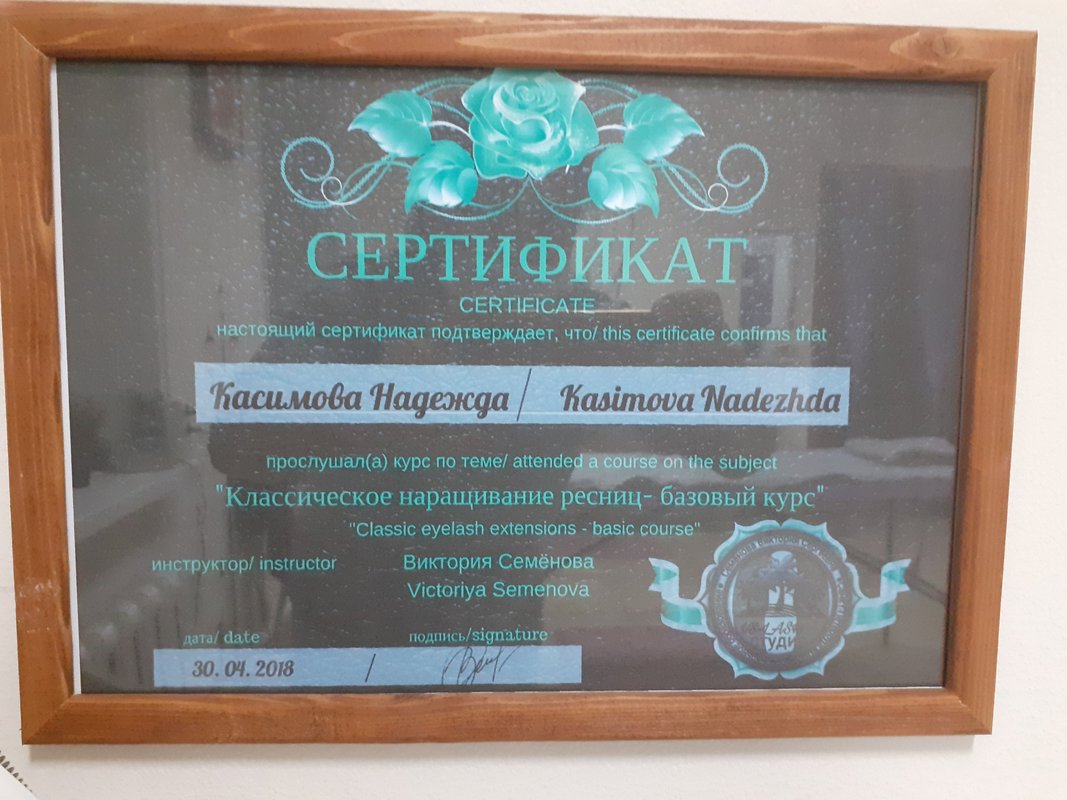 СЕРТИФИКАТ
CERTIFICATE
настоящий сертификат подтверждает, что/ this certificate confirms that
Касимова Надежда / Kasimova Nadezhda
прослушал(а) курс по теме/ attended a course on the subject
"Классическое наращивание ресниц- базовый курс"
"Classic eyelash extensions - basic course"
инструктор/ instructor Виктория Семёнова
Victoriya Semenova
дата/ date подпись/signature
30. 04. 2018 /